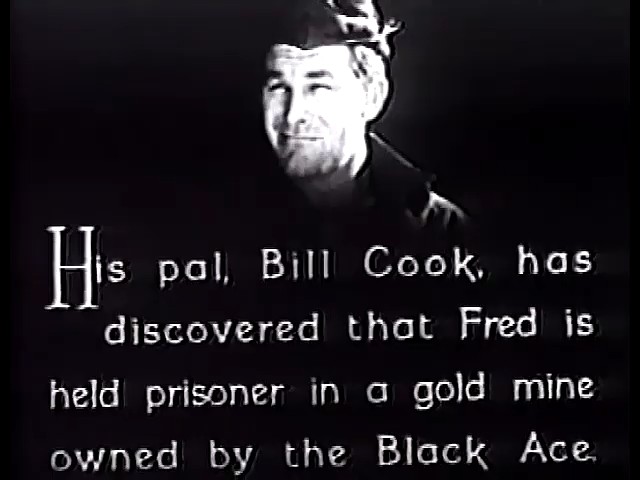 His pal, Bill Cook, has
discovered that Fred is
held prisoner in a gold mine
owned by the Black Ace.